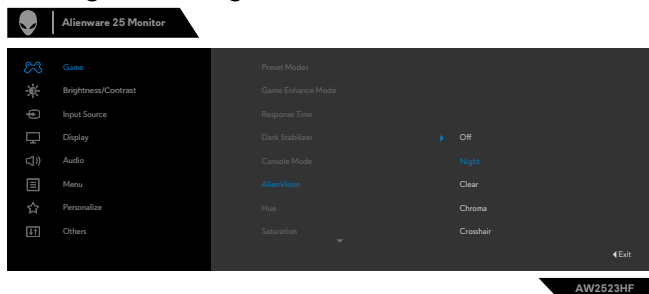 Alienware 25 Monitor
Game
Preset Modes
Brightness/Contrast
Game Enhance Mode
Input Source
Response Time
Display
Dark Stabilizer
Off
Audio
Console Mode
Night
Menu
AlienVision
Clear
Personalize
Hue
Chroma
Others
Saturation
Crosshair
Exit
AW2523HF